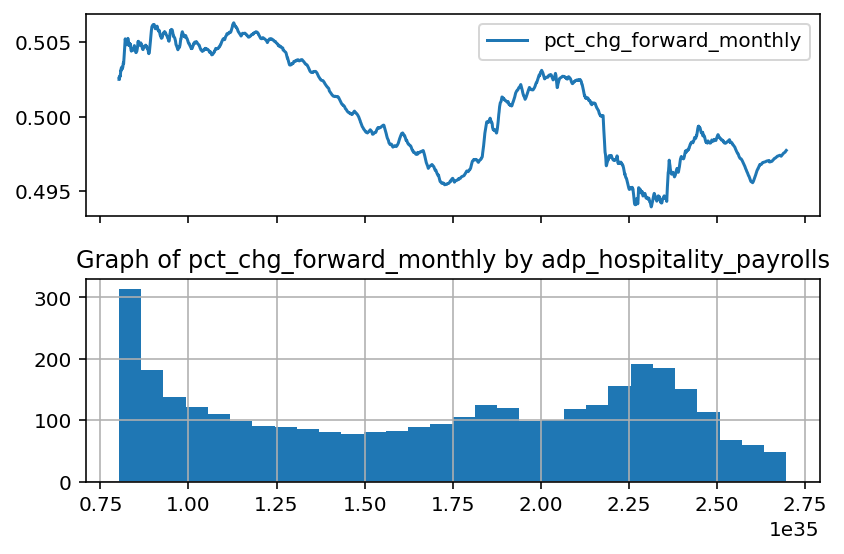 0.505
0.500
0.495
pct_chg_forward_monthly
Graph of pct_chg_forward_monthly by adp_hospitality_payrolls
300
200
100
0
0.75 1.00 1.25 1.50 1.75 2.00 2.25 2.50 2.75
1e35